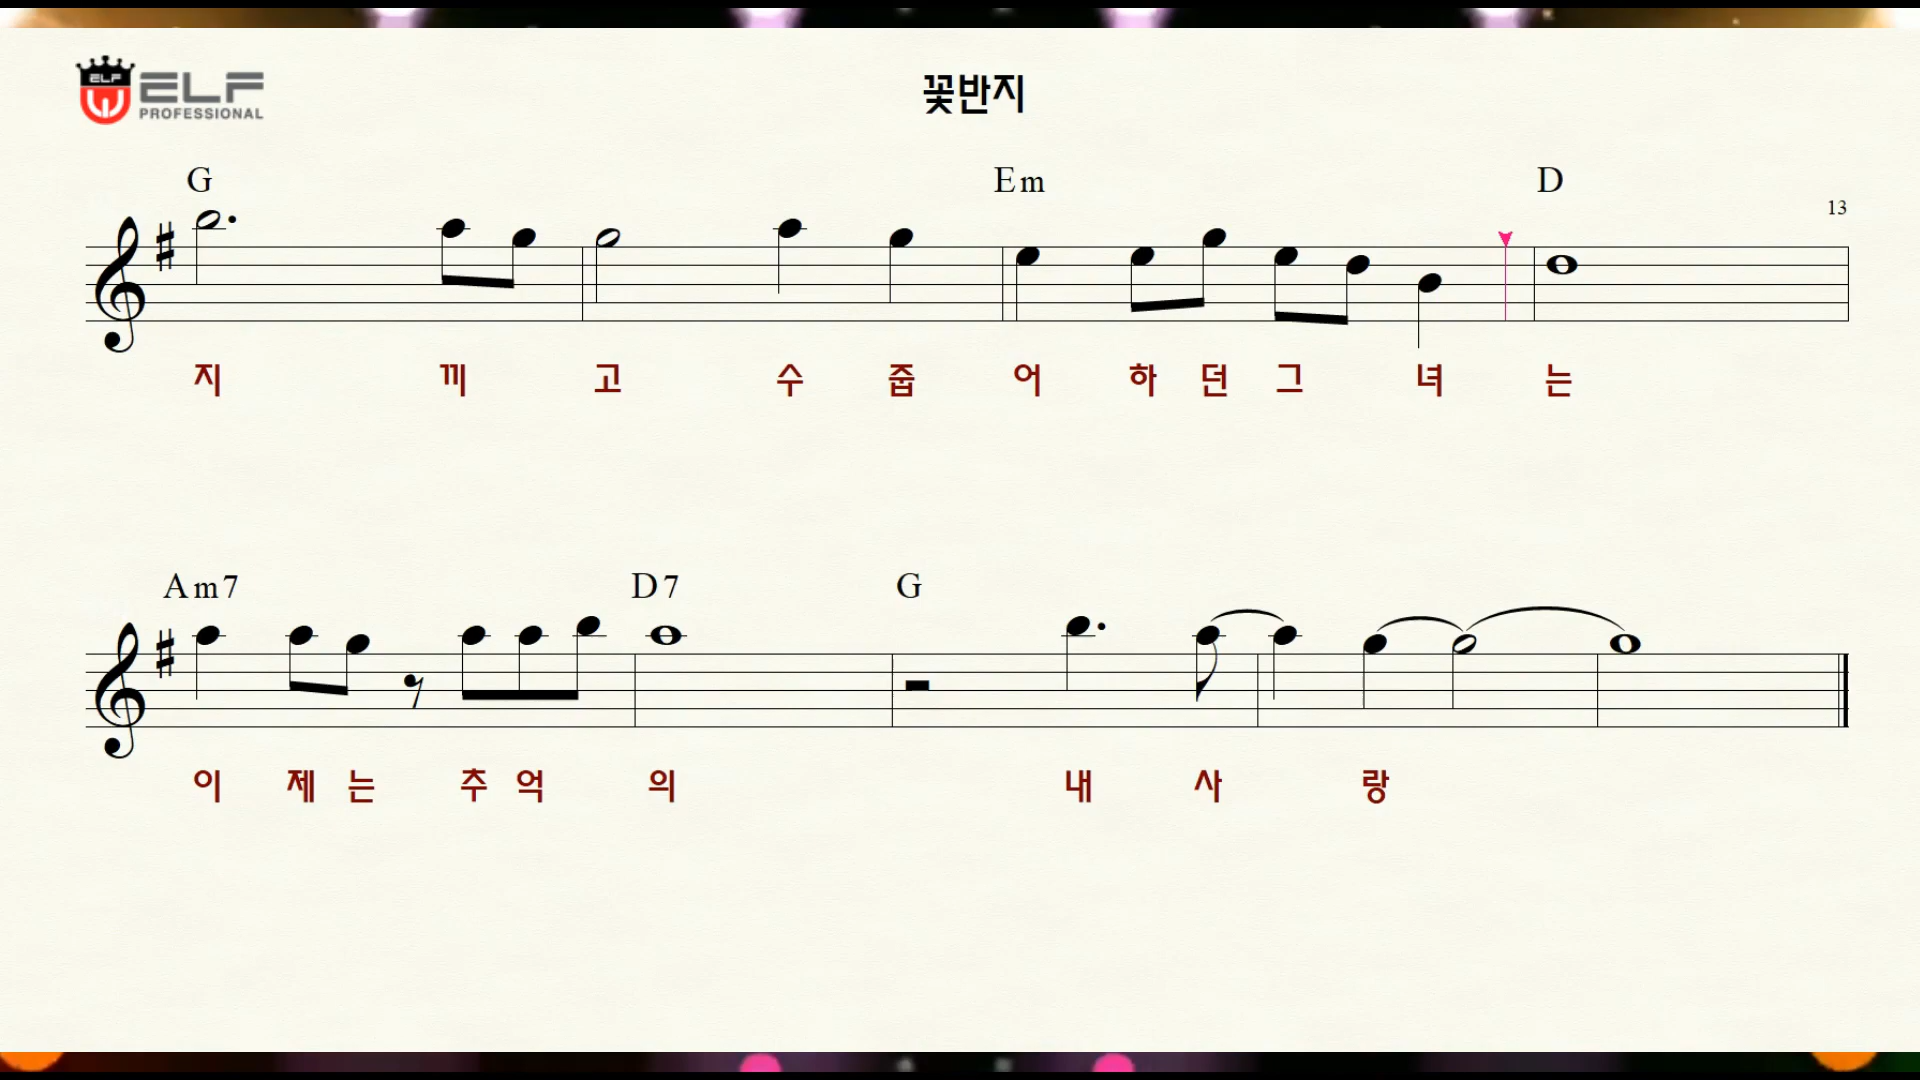 ELF
ELF
PROFESSIONAL
꽃반지
G Em D
13
지 끼 고 수 줍 어 하 던 그 녀 는
Am7 D7 G
이 제 는 추 억 의 내 사 랑